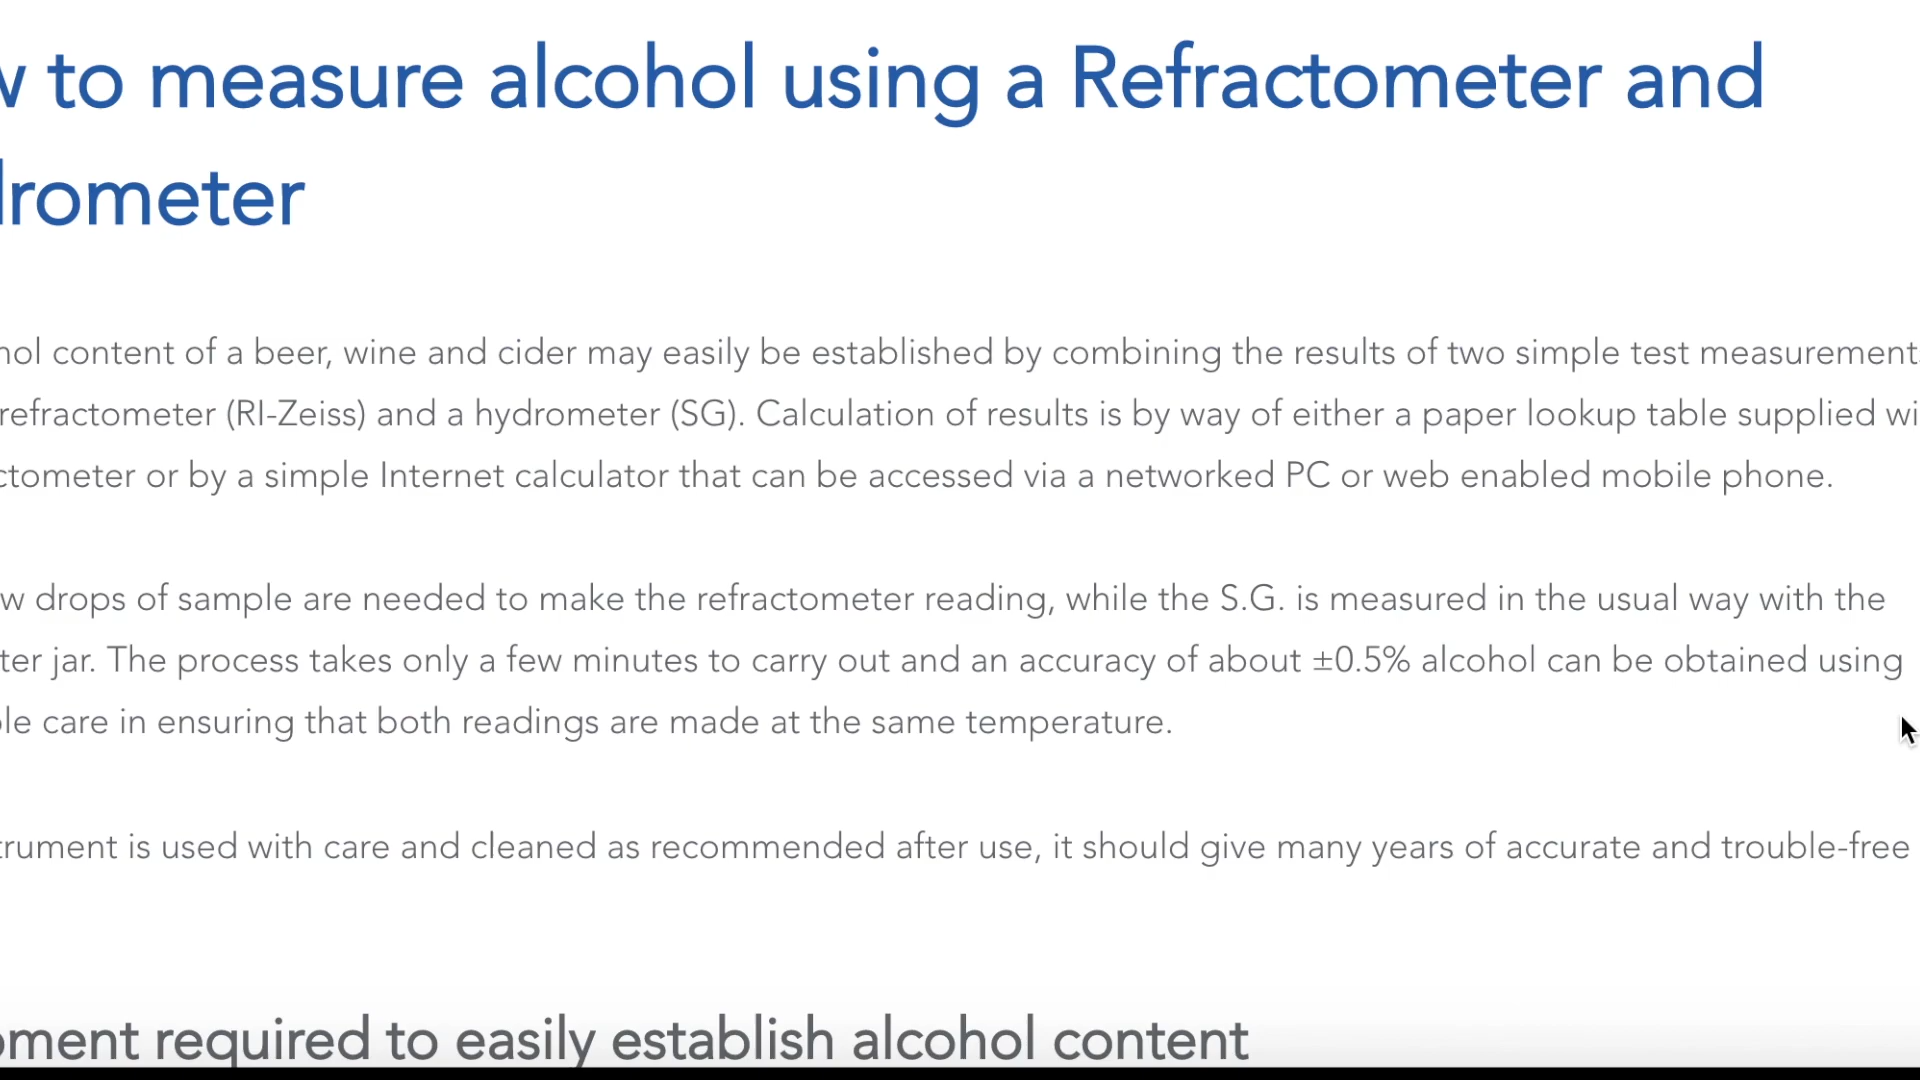 w to measure alcohol using a Refractometer and
drometer
hol content of a beer, wine and cider may easily be established by combining the results of two simple test measurements
refractometer (RI-Zeiss) and a hydrometer (SG). Calculation of results is by way of either a paper lookup table supplied wi
ctometer or by a simple Internet calculator that can be accessed via a networked PC or web enabled mobile phone.
w drops of sample are needed to make the refractometer reading, while the S.G. is measured in the usual way with the
ter jar. The process takes only a few minutes to carry out and an accuracy of about ±0.5% alcohol can be obtained using
ple care in ensuring that both readings are made at the same temperature.
trument is used with care and cleaned as recommended after use, it should give many years of accurate and trouble-free
pment required to easily establish alcohol content